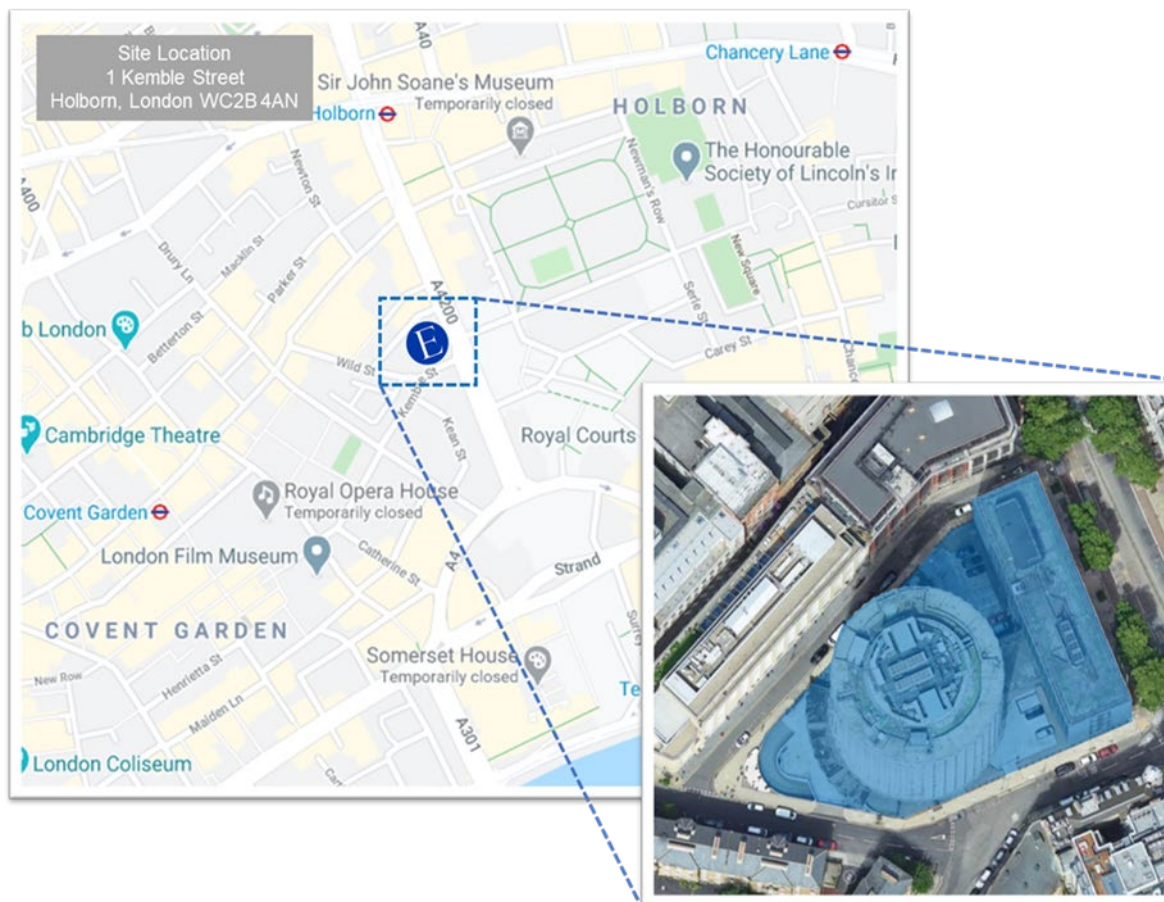 Site Location
1 Kemble Street
Holborn, London WC2B 4AN
A40
Chancery Lane
Sir John Soane's Museum
Temporarily closed
HOLBORN
Holborn
The Honourable
Society of Lincoln's Ir
Newman's Row
Cursitor S
A400
Newton St
Drury Ln
Macklin St
Parker St
New Square
Serle St
A4200
b London
Betterton St
E
Wild St
Kemble St
Carey St
Chanc
Kean St
Cambridge Theatre
Royal Courts
Royal Opera House
Temporarily closed
Covent Garden
London Film Museum
Catherine St
A4
Strand
COVENT GARDEN
Surrey
Somerset House
Temporarily closed
New Row
Henrietta St
Te
Maiden Ln
A301
London Coliseum